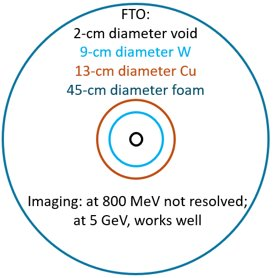 FTO:
2-cm diameter void
9-cm diameter W
13-cm diameter Cu
45-cm diameter foam
Imaging: at 800 MeV not resolved;
at 5 GeV, works well